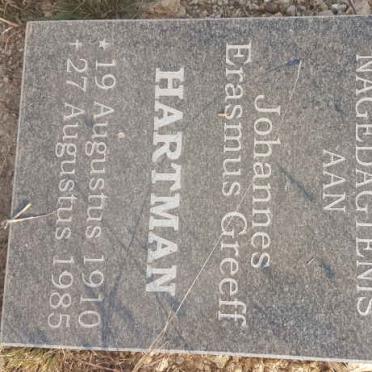 NAGEDAGTENIS
AAN
Johannes
Erasmus Greeff
HARTMAN
* 19 Augustus 1910
† 27 Augustus 1985